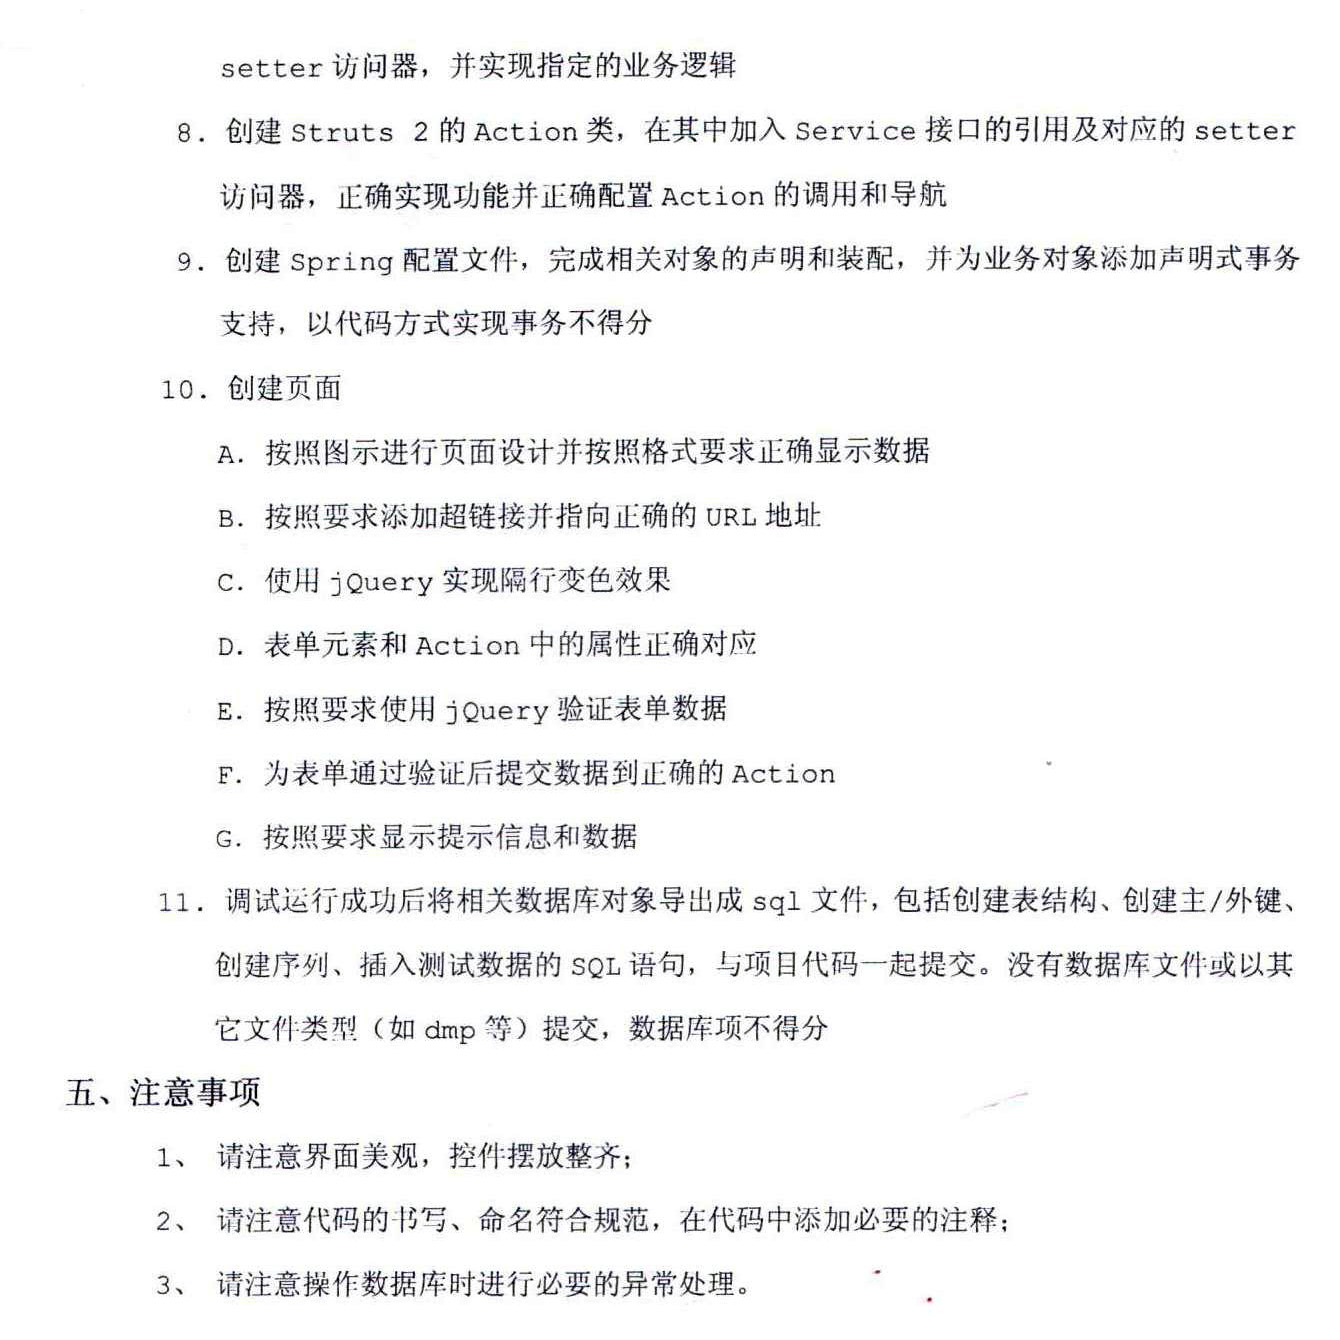 setter 访问器，并实现指定的业务逻辑
8. 创建 Struts 2 的 Action 类，在其中加入 Service 接口的引用及对应的 setter
访问器，正确实现功能并正确配置 Action 的调用和导航
9. 创建 Spring 配置文件，完成相关对象的声明和装配，并为业务对象添加声明式事务
支持，以代码方式实现事务不得分
10. 创建页面
A. 按照图示进行页面设计并按照格式要求正确显示数据
B. 按照要求添加超链接并指向正确的 URL 地址
C. 使用 jQuery 实现隔行变色效果
D. 表单元素和 Action 中的属性正确对应
E. 按照要求使用 jQuery 验证表单数据
F. 为表单通过验证后提交数据到正确的 Action
G. 按照要求显示提示信息和数据
11. 调试运行成功后将相关数据库对象导出成 sql 文件，包括创建表结构、创建主/外键、
创建序列、插入测试数据的 SQL 语句，与项目代码一起提交。没有数据库文件或以其
它文件类型（如 dmp 等）提交，数据库项不得分
五、注意事项
1、 请注意界面美观，控件摆放整齐；
2、 请注意代码的书写、命名符合规范，在代码中添加必要的注释；
3、 请注意操作数据库时进行必要的异常处理。